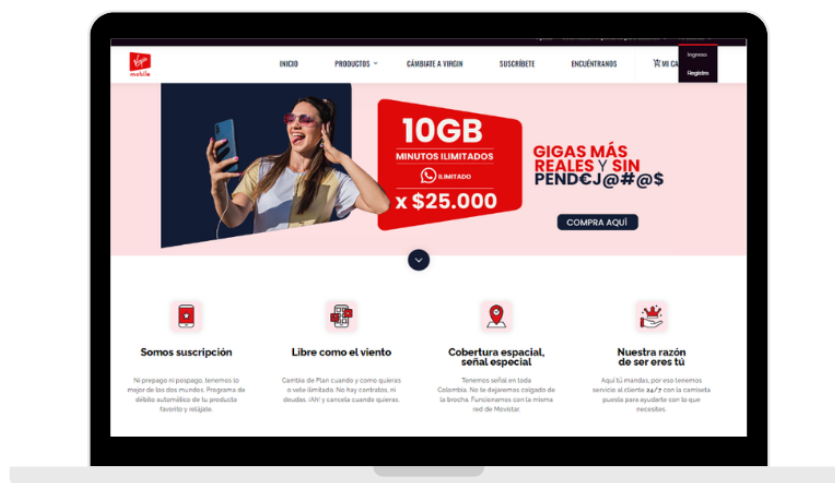 Virgin
mobile
INICIO
PRODUCTOS
CÁMBIATE A VIRGIN
SUSCRÍBETE
ENCUÉNTRANOS
MI CA
Ingreso
Registro
10GB
MINUTOS ILIMITADOS
ILIMITADO
x $25.000
GIGAS MÁS
REALES Y SIN
PEND€J@#@$
COMPRA AQUÍ
Somos suscripción
Ni prepago ni pospago, tenemos lo
mejor de los dos mundos. Programa de
débito automático de tu producto
favorito y relájate.
Libre como el viento
Cambia de Plan cuando y como quieras
o vete ilimitado. No hay contratos, ni
deudas. ¡AH! y cancela cuando quieras.
Cobertura espacial,
señal especial
Tenemos señal en toda
Colombia. No te dejaremos colgado de
la brocha. Funcionamos con la misma
red de Movistar.
Nuestra razón
de ser eres tú
Aquí tú mandas, por eso tenemos
servicio al cliente 24/7 con la camiseta
puesta para ayudarte con lo que
necesites.